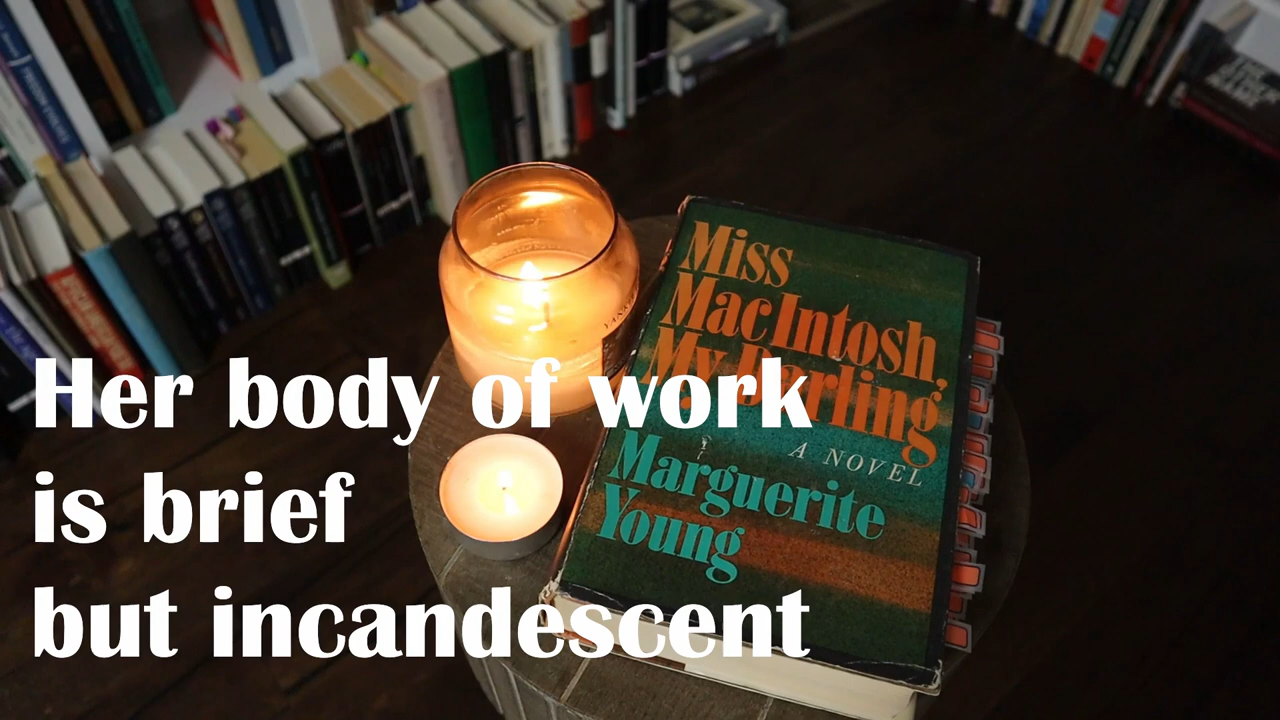 Miss
MacIntosh,
My Darling
A NOVEL
Marguerite
Young
Her body of work
is brief
but incandescent